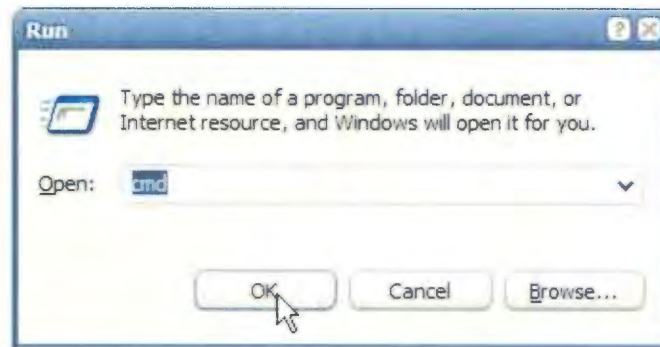 Run
Type the name of a program, folder, document, or
Internet resource, and Windows will open it for you.
Open: cmd
OK Cancel Browse...